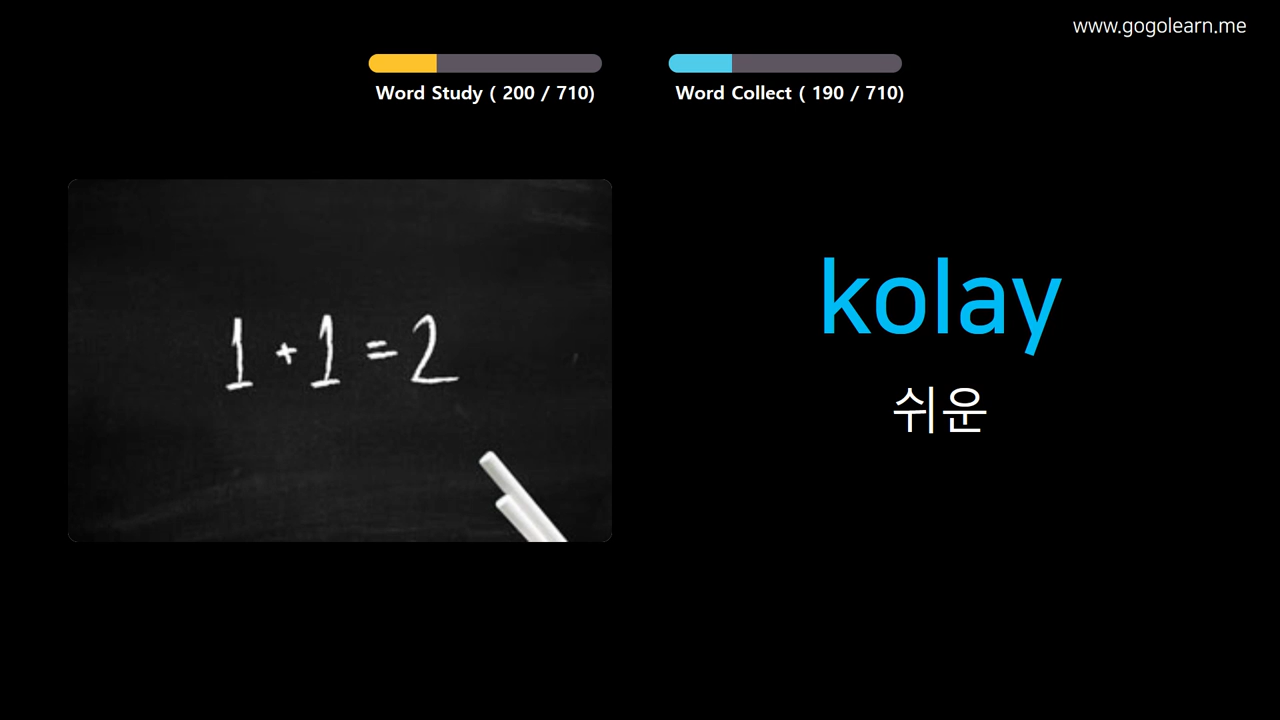 www.gogolearn.me
Word Study ( 200 / 710)
Word Collect ( 190 / 710)
1 + 1 = 2
kolay
쉬운